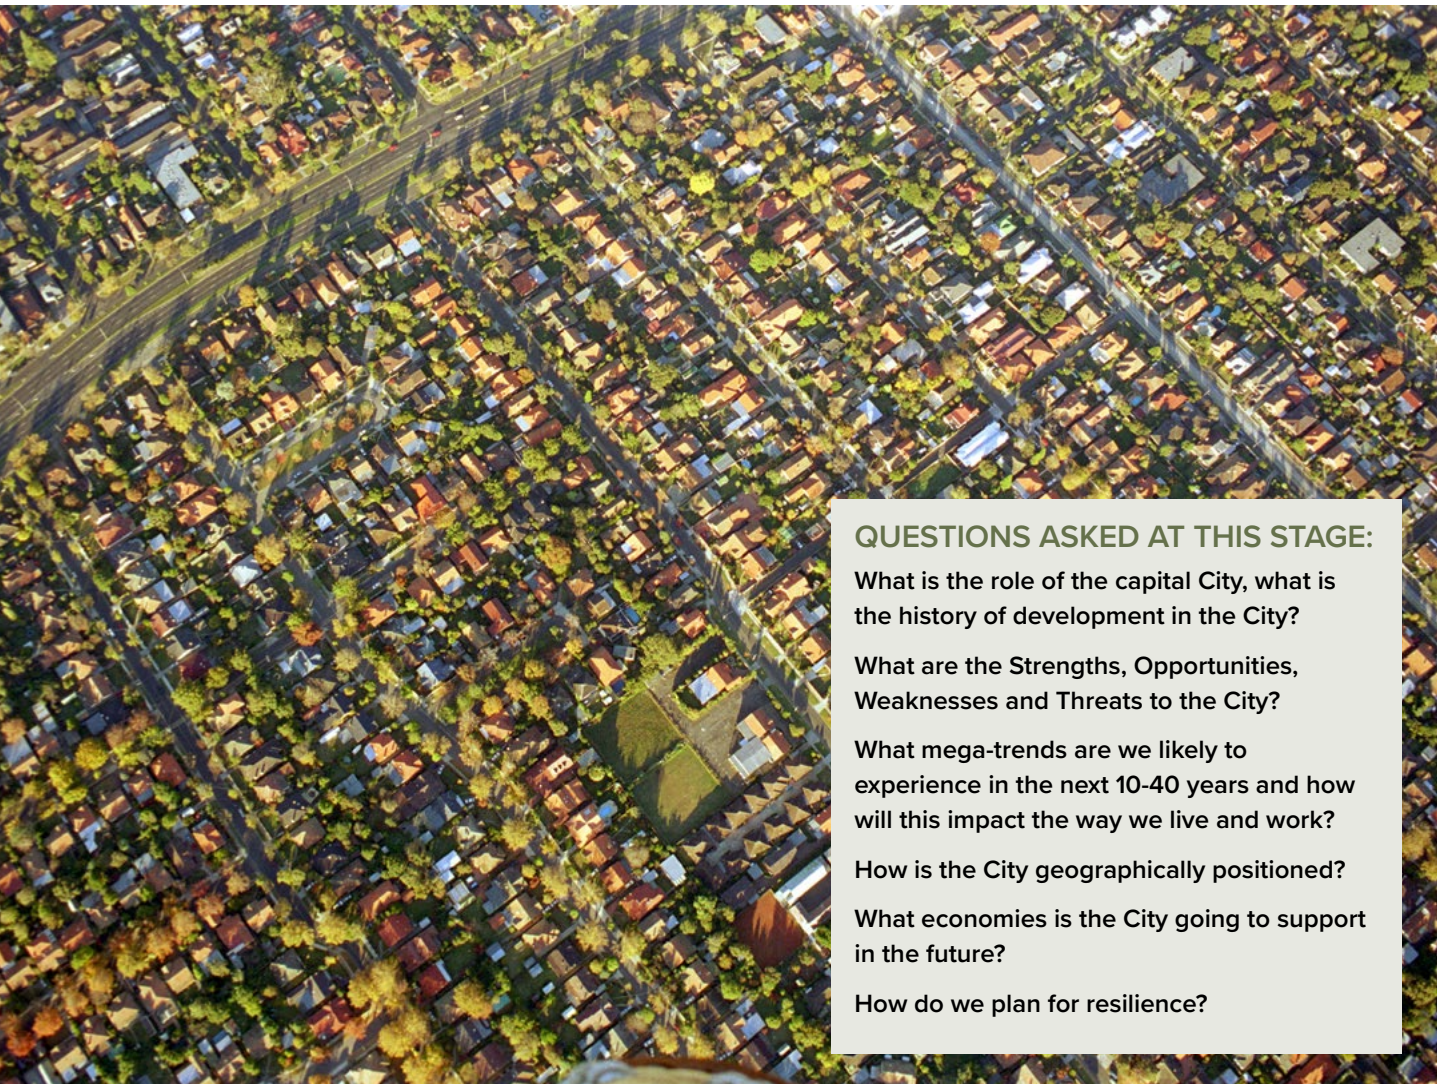 QUESTIONS ASKED AT THIS STAGE:
What is the role of the capital City, what is
the history of development in the City?
What are the Strengths, Opportunities,
Weaknesses and Threats to the City?
What mega-trends are we likely to
experience in the next 10-40 years and how
will this impact the way we live and work?
How is the City geographically positioned?
What economies is the City going to support
in the future?
How do we plan for resilience?